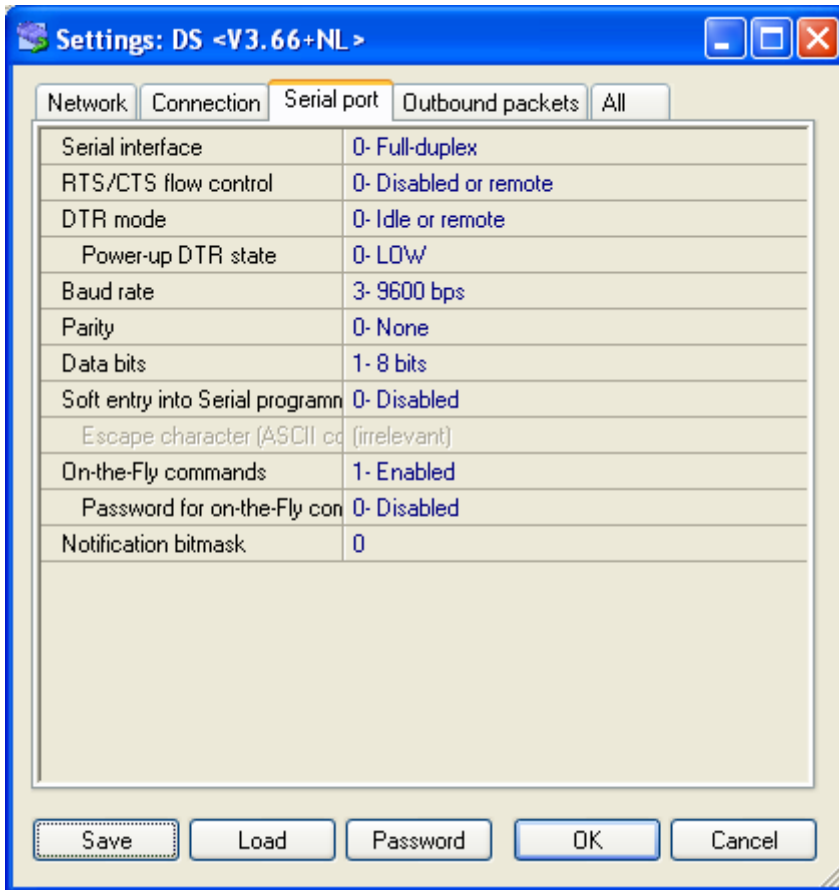 Settings: DS <V3.66+NL>
Network Connection Serial port Outbound packets All
Serial interface 0- Full-duplex
RTS/CTS flow control 0- Disabled or remote
DTR mode 0- Idle or remote
Power-up DTR state 0- LOW
Baud rate 3- 9600 bps
Parity 0- None
Data bits 1- 8 bits
Soft entry into Serial programn 0- Disabled
Escape character (ASCII co (irrelevant)
On-the-Fly commands 1- Enabled
Password for on-the-Fly con 0- Disabled
Notification bitmask 0
Save Load Password OK Cancel